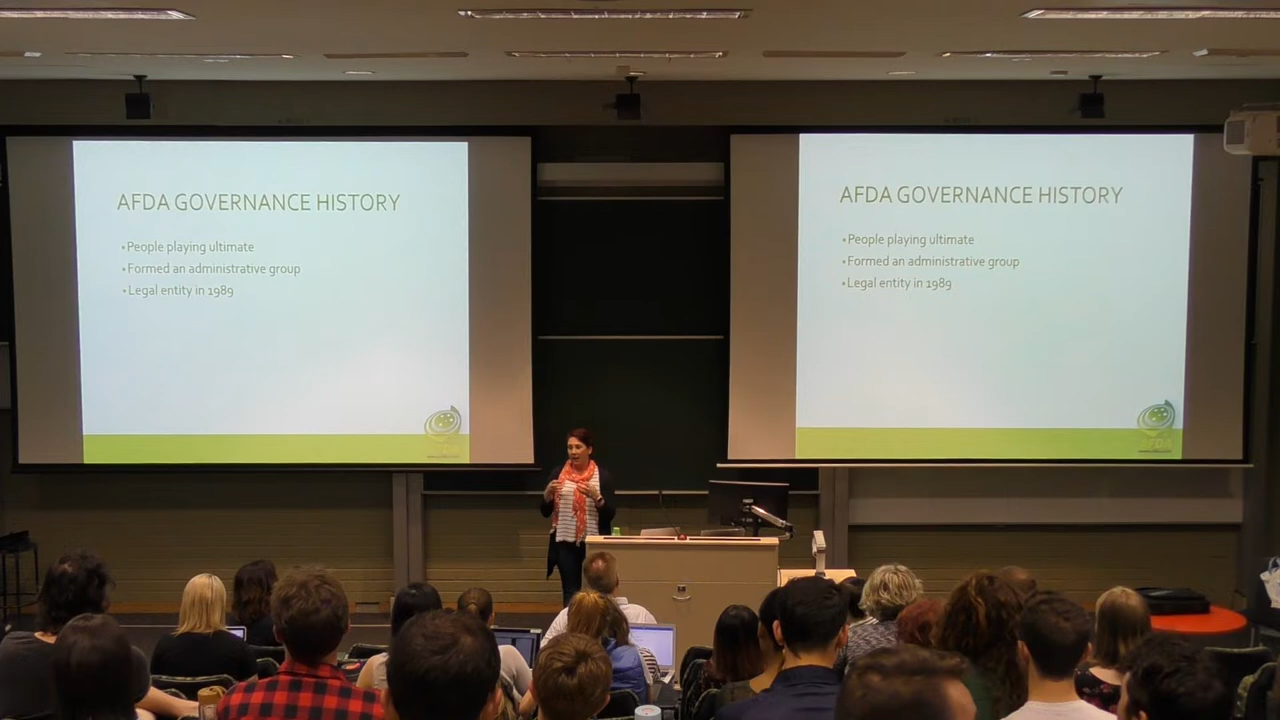 AFDA GOVERNANCE HISTORY
▪People playing ultimate
▪Formed an administrative group
▪Legal entity in 1989
AFDA GOVERNANCE HISTORY
▪People playing ultimate
▪Formed an administrative group
▪Legal entity in 1989
AFDA